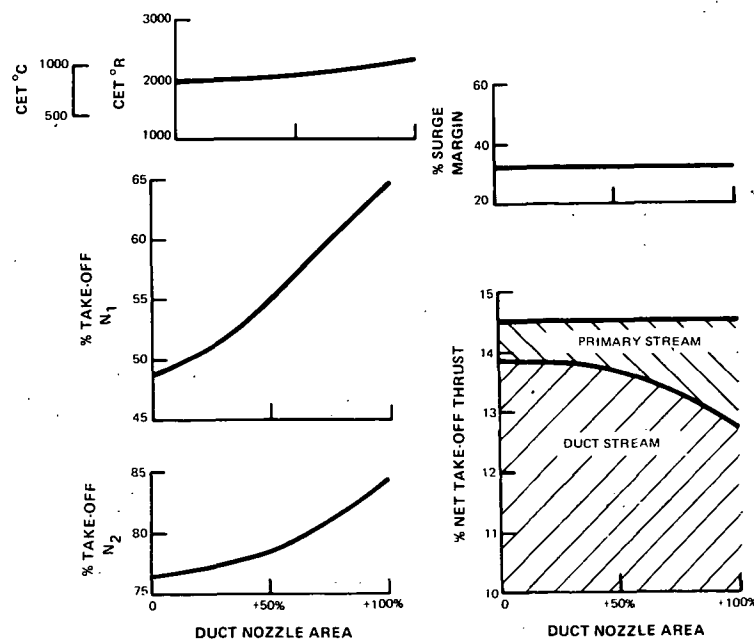 CET °C
1000
500
CET °R
3000
2000
1000
% TAKE-OFF
N1
65
60
55
50
45
% TAKE-OFF
N2
85
80
75
0
+50%
+100%
DUCT NOZZLE AREA
% SURGE
MARGIN
60
40
20
% NET TAKE-OFF THRUST
15
14
13
12
11
10
PRIMARY STREAM
DUCT STREAM
0
+50%
+100%
DUCT NOZZLE AREA